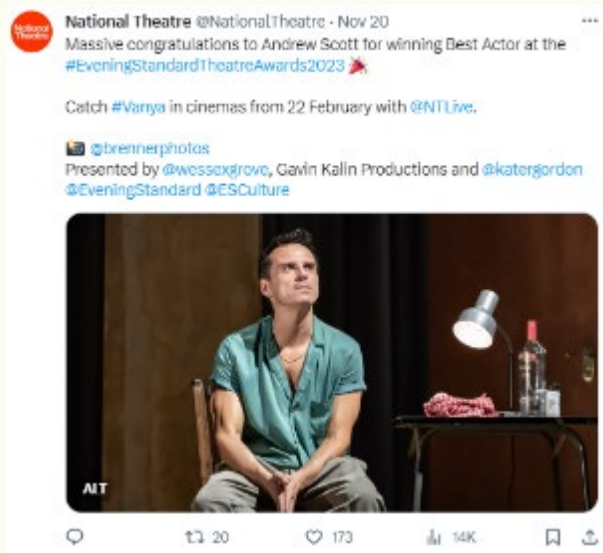 National Theatre
National Theatre @NationalTheatre · Nov 20
Massive congratulations to Andrew Scott for winning Best Actor at the
#EveningStandardTheatreAwards2023
Catch #Vanya in cinemas from 22 February with @NTLive.
@brennerphotos
Presented by @wessexgrove, Gavin Kalin Productions and @katergordon
@EveningStandard @ESCulture
ALT
20 173 14K